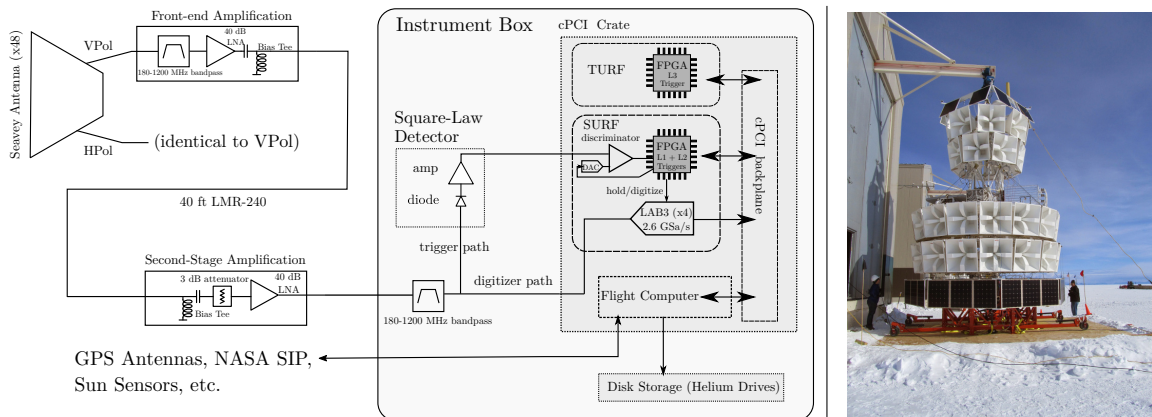 Front-end Amplification
Seavey Antenna (x48)
VPol
40 dB
LNA
Bias Tee
180-1200 MHz bandpass
HPol
(identical to VPol)
40 ft LMR-240
Second-Stage Amplification
3 dB attenuator
40 dB
LNA
Bias Tee
GPS Antennas, NASA SIP,
Sun Sensors, etc.
Instrument Box
cPCI Crate
TURF
FPGA
L3
Trigger
Square-Law
Detector
amp
diode
trigger path
digitizer path
180-1200 MHz bandpass
SURF
discriminator
DAC
FPGA
L1 + L2
Triggers
hold/digitize
LAB3 (x4)
2.6 GSa/s
cPCI backplane
Flight Computer
Disk Storage (Helium Drives)